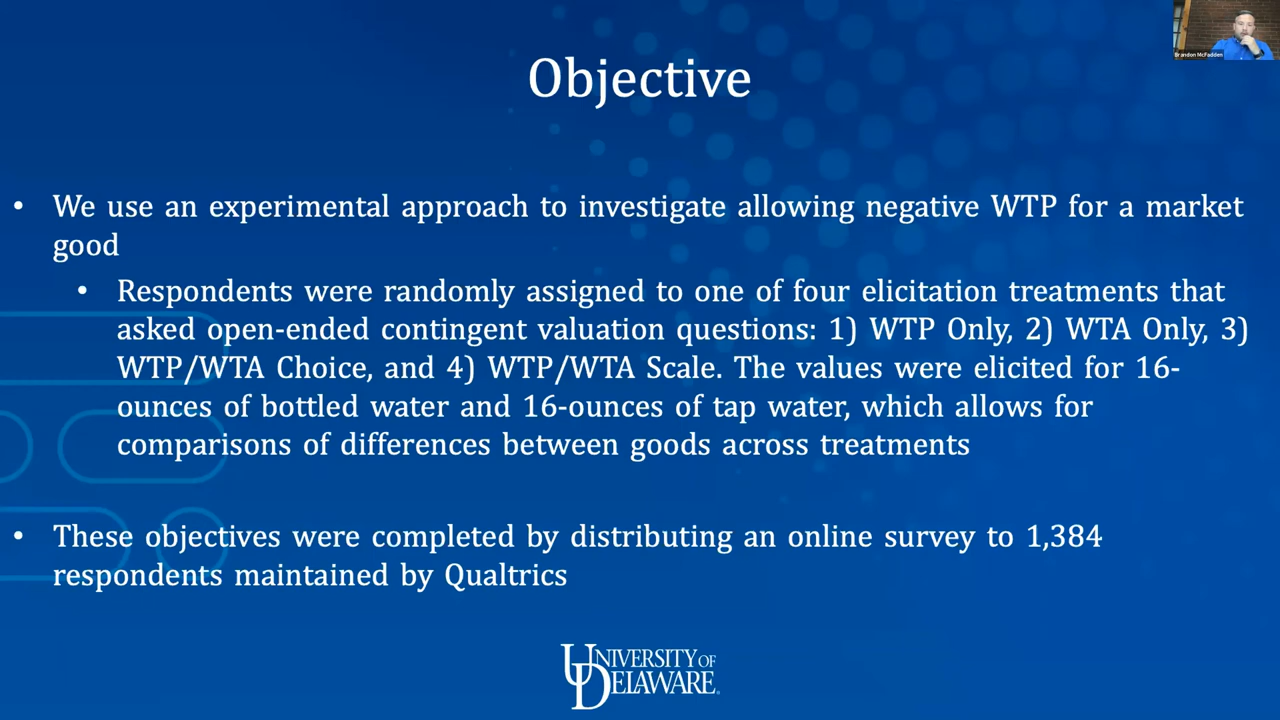 Brandon McFadden
Objective
• We use an experimental approach to investigate allowing negative WTP for a market
good
• Respondents were randomly assigned to one of four elicitation treatments that
asked open-ended contingent valuation questions: 1) WTP Only, 2) WTA Only, 3)
WTP/WTA Choice, and 4) WTP/WTA Scale. The values were elicited for 16-
ounces of bottled water and 16-ounces of tap water, which allows for
comparisons of differences between goods across treatments
• These objectives were completed by distributing an online survey to 1,384
respondents maintained by Qualtrics
UNIVERSITY OF
DELAWARE.